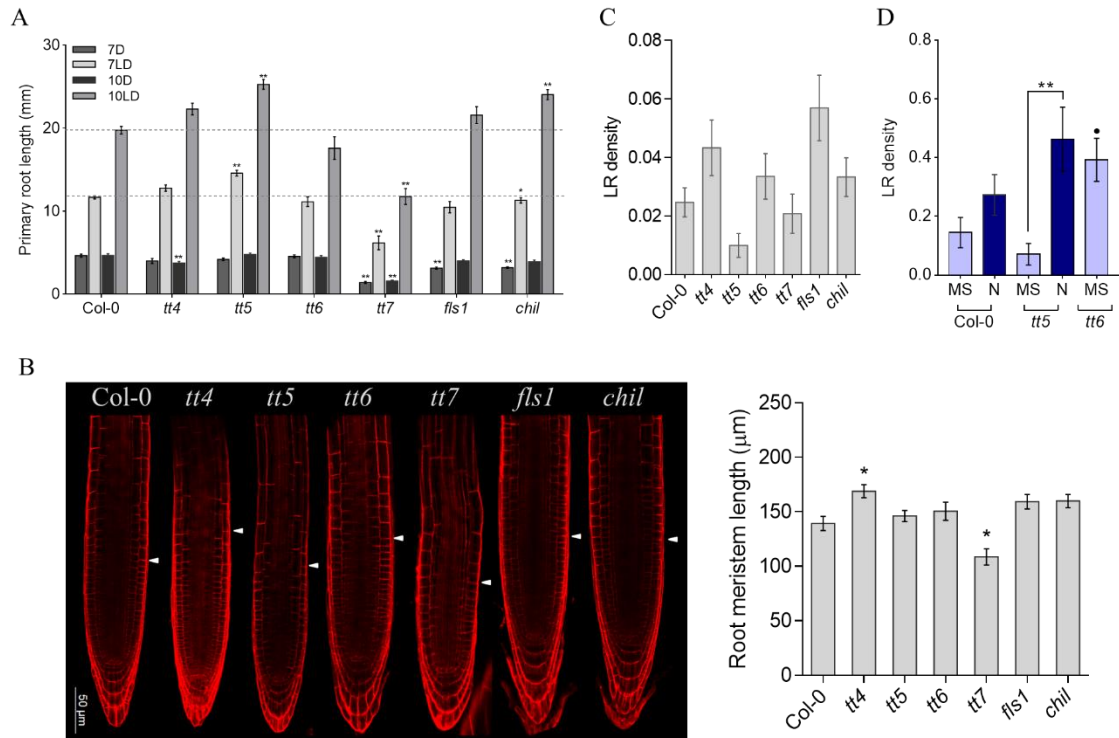 A
Primary root length (mm)
30
20
10
0
7D
7LD
10D
10LD
**
**
**
**
**
**
**
**
**
*
**
Col-0 tt4 tt5 tt6 tt7 fls1 chil
C
LR density
0.08
0.06
0.04
0.02
0.00
Col-0 tt4 tt5 tt6 tt7 fls1 chil
D
LR density
0.8
0.6
0.4
0.2
0.0
**
MS N MS N MS
Col-0 tt5 tt6
B
Col-0 tt4 tt5 tt6 tt7 fls1 chil
50 µm
Root meristem length (µm)
250
200
150
100
50
0
*
*
Col-0 tt4 tt5 tt6 tt7 fls1 chil